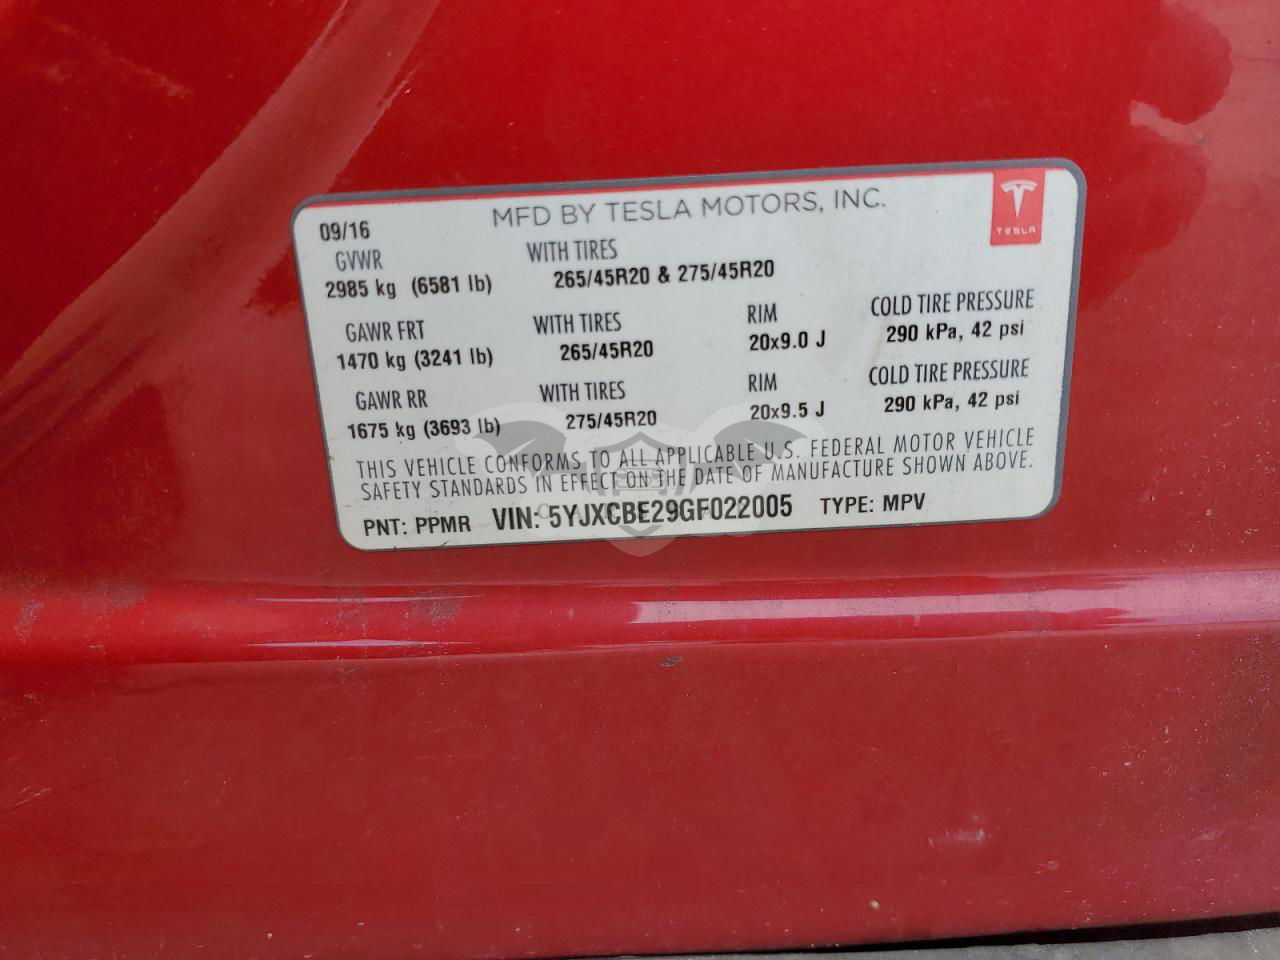 09/16 MFD BY TESLA MOTORS, INC.
TESLA
GVWR WITH TIRES
2985 kg (6581 lb) 265/45R20 & 275/45R20
GAWR FRT WITH TIRES RIM COLD TIRE PRESSURE
1470 kg (3241 lb) 265/45R20 20x9.0 J 290 kPa, 42 psi
GAWR RR WITH TIRES RIM COLD TIRE PRESSURE
1675 kg (3693 lb) 275/45R20 20x9.5 J 290 kPa, 42 psi
THIS VEHICLE CONFORMS TO ALL APPLICABLE U.S. FEDERAL MOTOR VEHICLE
SAFETY STANDARDS IN EFFECT ON THE DATE OF MANUFACTURE SHOWN ABOVE.
PNT: PPMR VIN: 5YJXCBE29GF022005 TYPE: MPV